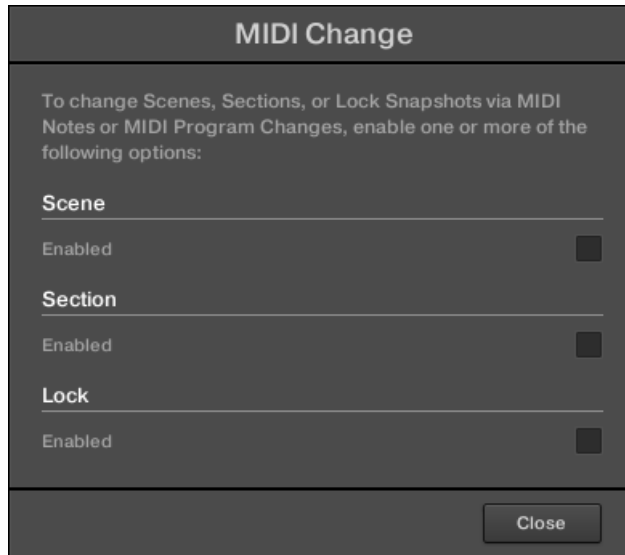 MIDI Change
To change Scenes, Sections, or Lock Snapshots via MIDI
Notes or MIDI Program Changes, enable one or more of the
following options:
Scene
Enabled
Section
Enabled
Lock
Enabled
Close